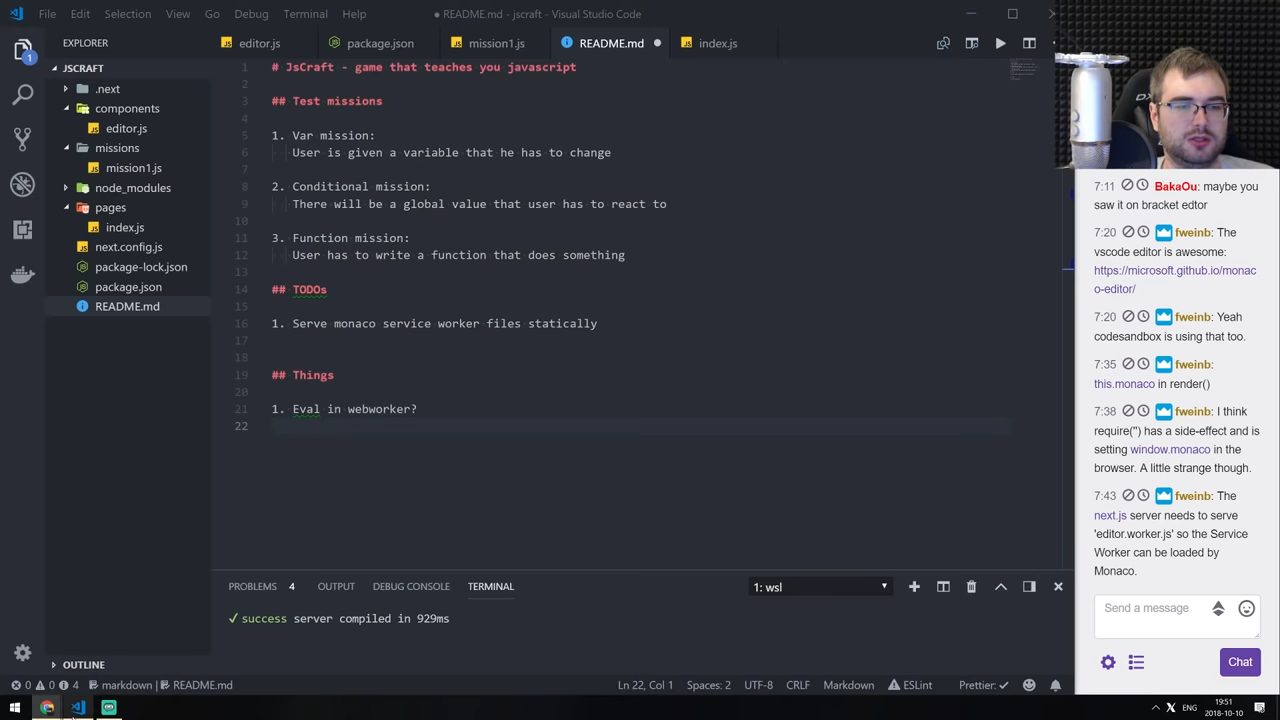 File Edit Selection View Go Debug Terminal Help ● README.md - jscraft - Visual Studio Code
EXPLORER
JSCRAFT
.next
components
editor.js
missions
mission1.js
node_modules
pages
index.js
next.config.js
package-lock.json
package.json
README.md
OUTLINE
1
editor.js package.json mission1.js README.md index.js
1 # JsCraft - game that teaches you javascript
2
3 ## Test missions
4
5 1. Var mission:
6 User is given a variable that he has to change
7
8 2. Conditional mission:
9 There will be a global value that user has to react to
10
11 3. Function mission:
12 User has to write a function that does something
13
14 ## TODOs
15
16 1. Serve monaco service worker files statically
17
18
19 ## Things
20
21 1. Eval in webworker?
22
PROBLEMS 4 OUTPUT DEBUG CONSOLE TERMINAL 1: wsl
✓ success server compiled in 929ms
0 0 4 markdown | README.md Ln 22, Col 1 Spaces: 2 UTF-8 CRLF Markdown ESLint Prettier: ✓
DX
7:11 BakaOu: maybe you
saw it on bracket edtor
7:20 fweinb: The
vscode editor is awesome:
https://microsoft.github.io/monac
o-editor/
7:20 fweinb: Yeah
codesandbox is using that too.
7:35 fweinb:
this.monaco in render()
7:38 fweinb: I think
require('') has a side-effect and is
setting window.monaco in the
browser. A little strange though.
7:43 fweinb: The
next.js server needs to serve
'editor.worker.js' so the Service
Worker can be loaded by
Monaco.
Send a message
Chat
ENG
19:51
2018-10-10